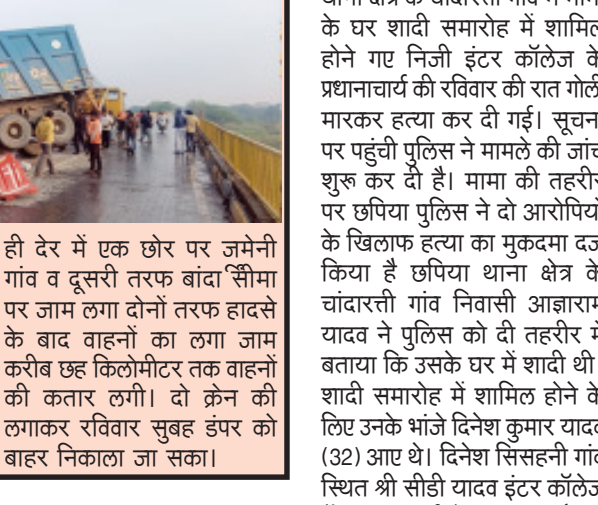 ही देर में एक छोर पर जमेनी
गांव व दूसरी तरफ बांदा सीमा
पर जाम लगा दोनों तरफ हादसे
के बाद वाहनों का लगा जाम
करीब छह किलोमीटर तक वाहनों
की कतार लगी। दो क्रेन की
लगाकर रविवार सुबह डंपर को
बाहर निकाला जा सका।
के घर शादी समारोह में शामिल
होने गए निजी इंटर कॉलेज के
प्रधानाचार्य की रविवार की रात गोली
मारकर हत्या कर दी गई। सूचना
पर पहुंची पुलिस ने मामले की जांच
शुरू कर दी है। मामा की तहरीर
पर छपिया पुलिस ने दो आरोपियों
के खिलाफ हत्या का मुकदमा दर्ज
किया है छपिया थाना क्षेत्र के
चांदारत्ती गांव निवासी आज्ञाराम
यादव ने पुलिस को दी तहरीर में
बताया कि उसके घर में शादी थी
शादी समारोह में शामिल होने के
लिए उनके भांजे दिनेश कुमार यादव
(32) आए थे। दिनेश सिसहनी गांव
स्थित श्री सीडी यादव इंटर कॉलेज